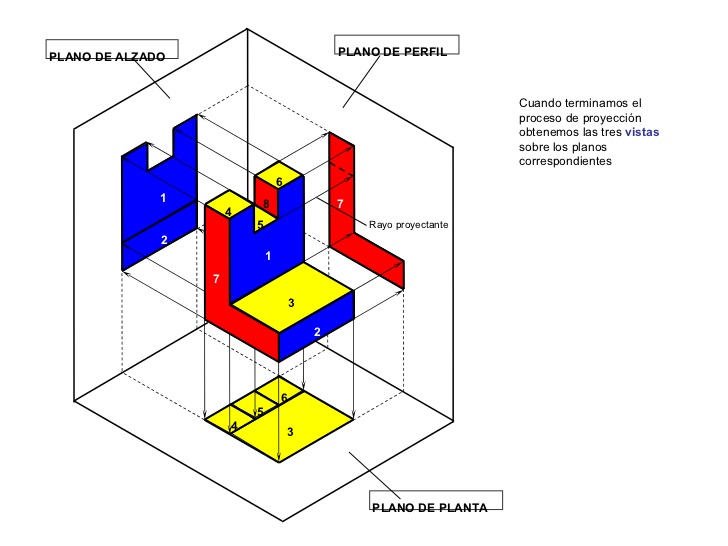 PLANO DE ALZADO
PLANO DE PERFIL
Cuando terminamos el
proceso de proyección
obtenemos las tres vistas
sobre los planos
correspondientes
1
2
6
8
4
5
7
1
3
2
7
Rayo proyectante
6
5
4
3
PLANO DE PLANTA